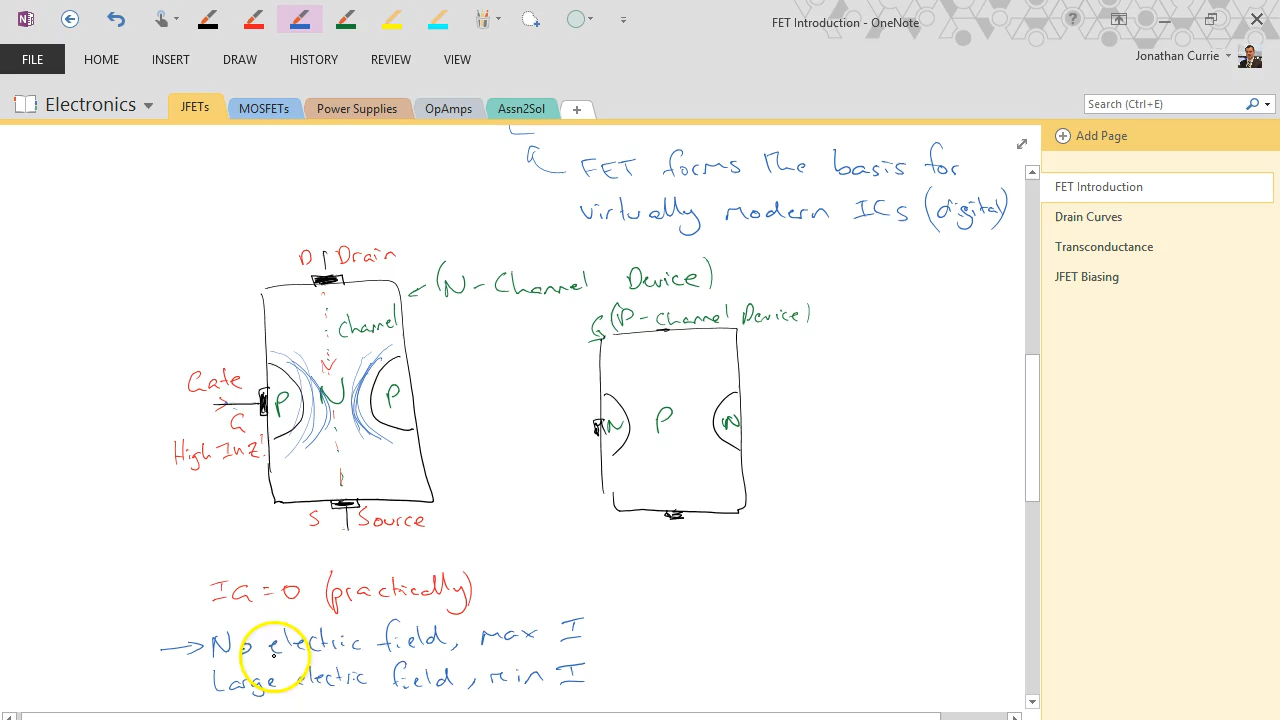 FET Introduction - OneNote
Jonathan Currie
FILE HOME INSERT DRAW HISTORY REVIEW VIEW
Electronics JFETs MOSFETs Power Supplies OpAmps Assn2Sol
Search (Ctrl+E)
Add Page
FET Introduction
Drain Curves
Transconductance
JFET Biasing
FET forms the basis for
virtually modern ICs (digital)
D Drain
(N-Channel Device)
(P-channel Device)
channel
N
Gate
P N P
G
High In Z!
N P N
S Source
IG = 0 (practically)
→ No electric field, max I
Large electric field, min I